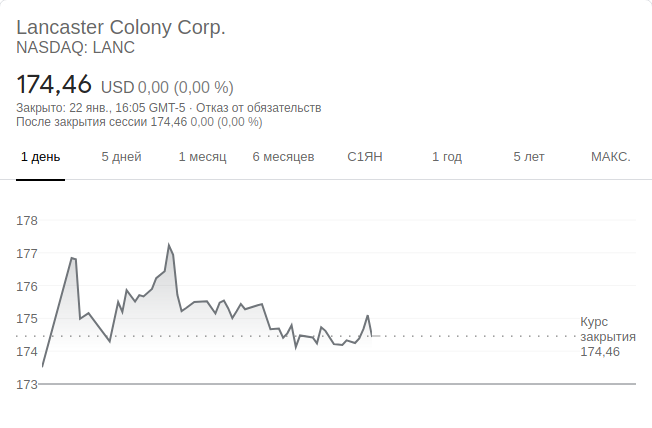 Lancaster Colony Corp.
NASDAQ: LANC
174,46 USD 0,00 (0,00 %)
Закрыто: 22 янв., 16:05 GMT-5 · Отказ от обязательств
После закрытия сессии 174,46 0,00 (0,00 %)
1 день 5 дней 1 месяц 6 месяцев С1ЯН 1 год 5 лет МАКС.
178
177
176
175
174
173
Курс
закрытия
174,46